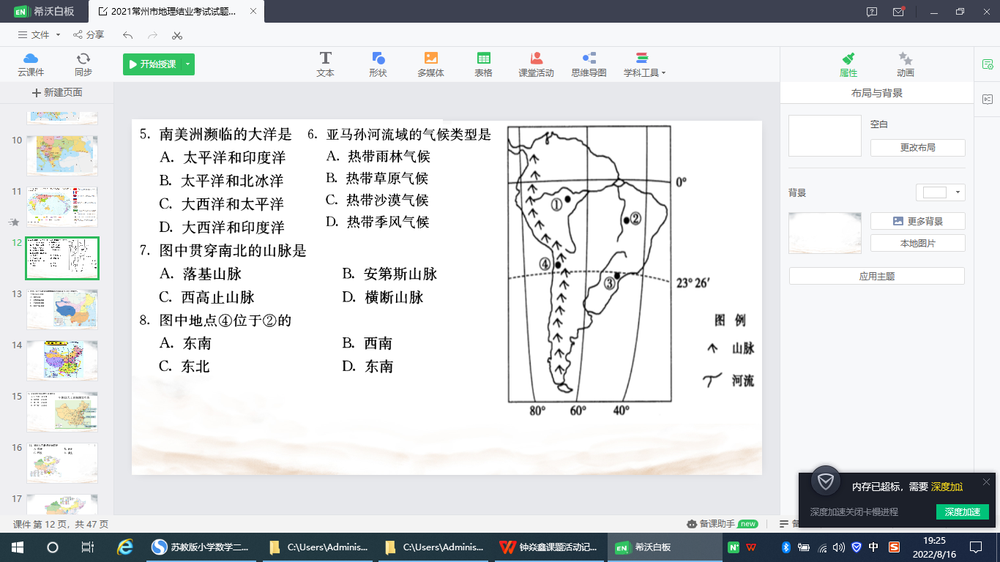 希沃白板
2021常州市地理结业考试试题...
文件
分享
云课件
同步
开始授课
文本
形状
多媒体
表格
课堂活动
思维导图
学科工具
属性
动画
新建页面
布局与背景
空白
更改布局
背景
更多背景
本地图片
应用主题
10
11
12
13
14
15
16
17
5. 南美洲濒临的大洋是
A. 太平洋和印度洋
B. 太平洋和北冰洋
C. 大西洋和太平洋
D. 大西洋和印度洋
6. 亚马孙河流域的气候类型是
A. 热带雨林气候
B. 热带草原气候
C. 热带沙漠气候
D. 热带季风气候
7. 图中贯穿南北的山脉是
A. 落基山脉
B. 安第斯山脉
C. 西高止山脉
D. 横断山脉
8. 图中地点④位于②的
A. 东南
B. 西南
C. 东北
D. 东南
0°
①
②
④
③
23° 26′
图 例
山脉
河流
80°
60°
40°
内存已超标，需要 深度加
深度加速关闭卡慢进程
深度加速
课件 第 12 页，共 47 页
备课助手 new
苏教版小学数学二...
C:\Users\Adminis...
C:\Users\Adminis...
钟焱鑫课题活动记...
希沃白板
中
19:25
2022/8/16